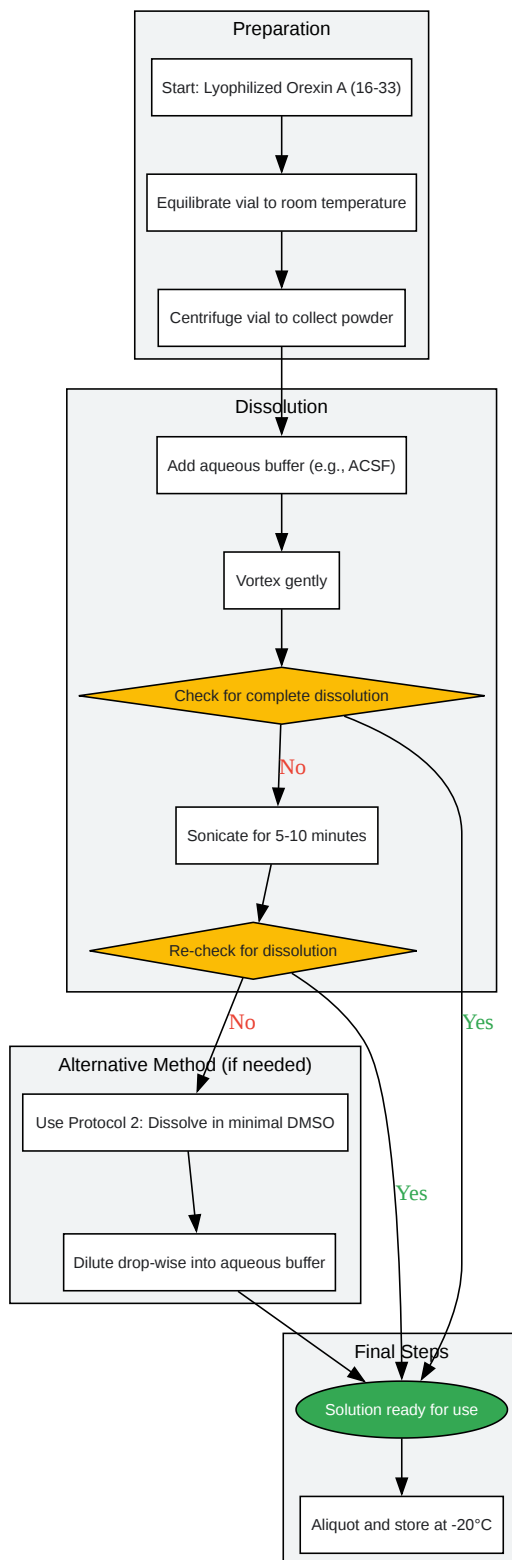 Preparation
Start: Lyophilized Orexin A (16-33)
Equilibrate vial to room temperature
Centrifuge vial to collect powder
Dissolution
Add aqueous buffer (e.g., ACSF)
Vortex gently
Check for complete dissolution
No
Sonicate for 5-10 minutes
Re-check for dissolution
No
Yes
Alternative Method (if needed)
Use Protocol 2: Dissolve in minimal DMSO
Yes
Dilute drop-wise into aqueous buffer
Final Steps
Solution ready for use
Aliquot and store at -20°C